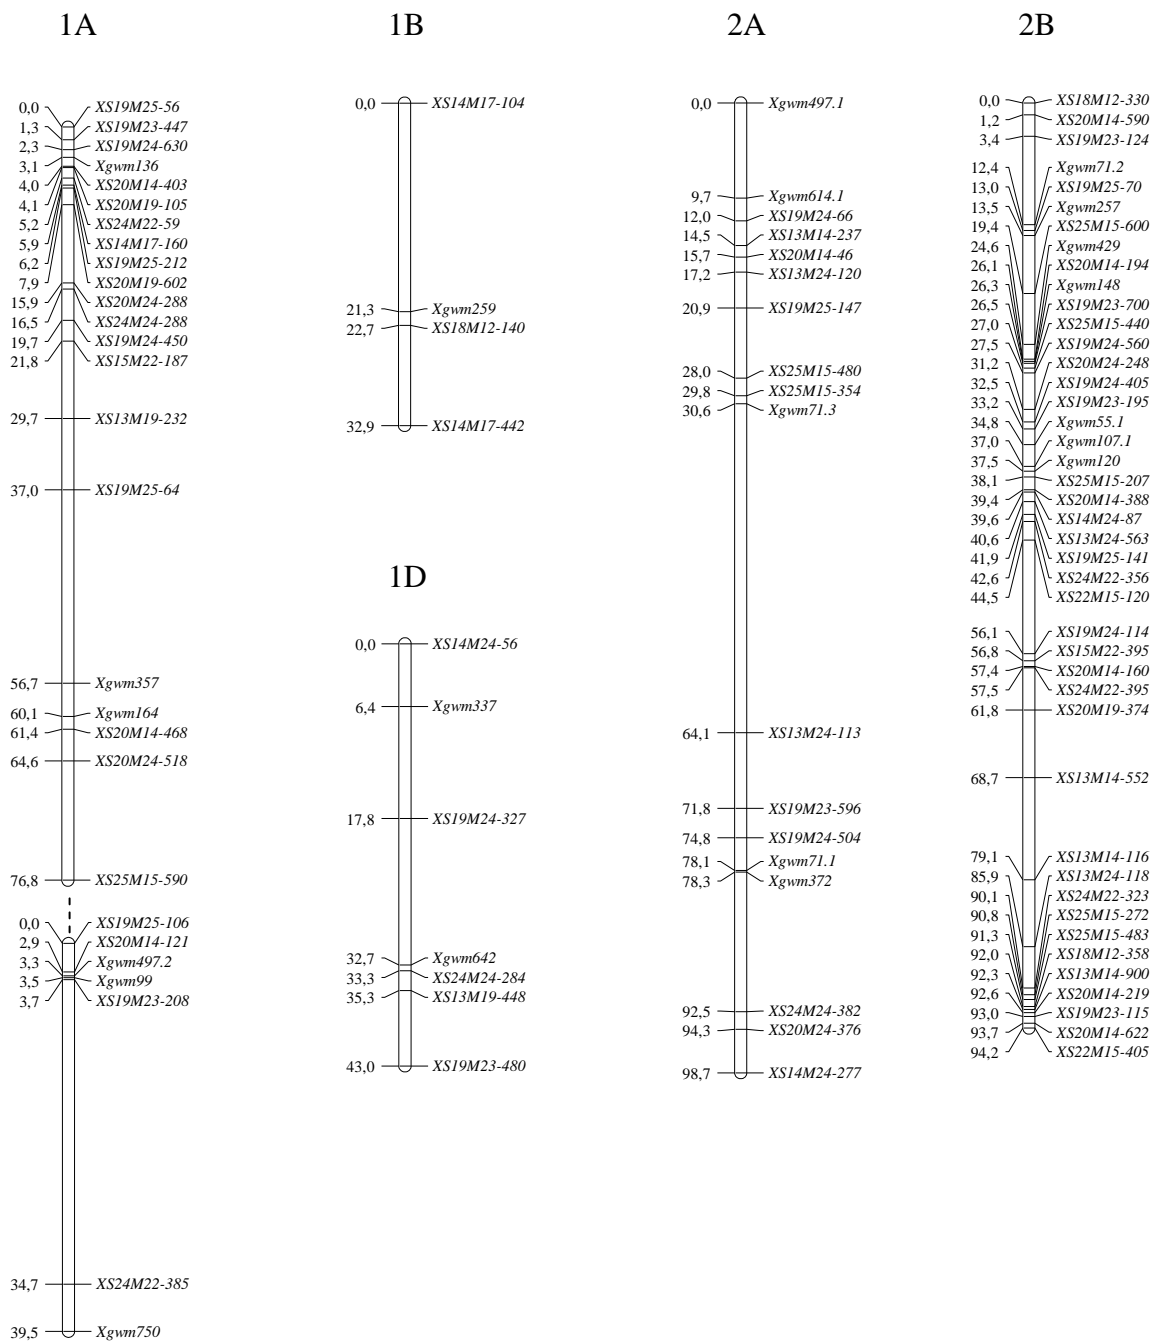 1A
0,0 XS19M25-56
1,3 XS19M23-447
2,3 XS19M24-630
3,1 Xgwm136
4,0 XS20M14-403
4,1 XS20M19-105
5,2 XS24M22-59
5,9 XS14M17-160
6,2 XS19M25-212
7,9 XS20M19-602
15,9 XS20M24-288
16,5 XS24M24-288
19,7 XS19M24-450
21,8 XS15M22-187
29,7 XS13M19-232
37,0 XS19M25-64
56,7 Xgwm357
60,1 Xgwm164
61,4 XS20M14-468
64,6 XS20M24-518
76,8 XS25M15-590
0,0 XS19M25-106
2,9 XS20M14-121
3,3 Xgwm497.2
3,5 Xgwm99
3,7 XS19M23-208
34,7 XS24M22-385
39,5 Xgwm750
1B
0,0 XS14M17-104
21,3 Xgwm259
22,7 XS18M12-140
32,9 XS14M17-442
1D
0,0 XS14M24-56
6,4 Xgwm337
17,8 XS19M24-327
32,7 Xgwm642
33,3 XS24M24-284
35,3 XS13M19-448
43,0 XS19M23-480
2A
0,0 Xgwm497.1
9,7 Xgwm614.1
12,0 XS19M24-66
14,5 XS13M14-237
15,7 XS20M14-46
17,2 XS13M24-120
20,9 XS19M25-147
28,0 XS25M15-480
29,8 XS25M15-354
30,6 Xgwm71.3
64,1 XS13M24-113
71,8 XS19M23-596
74,8 XS19M24-504
78,1 Xgwm71.1
78,3 Xgwm372
92,5 XS24M24-382
94,3 XS20M24-376
98,7 XS14M24-277
2B
0,0 XS18M12-330
1,2 XS20M14-590
3,4 XS19M23-124
12,4 Xgwm71.2
13,0 XS19M25-70
13,5 Xgwm257
19,4 XS25M15-600
24,6 Xgwm429
26,1 XS20M14-194
26,3 Xgwm148
26,5 XS19M23-700
27,0 XS25M15-440
27,5 XS19M24-560
31,2 XS20M24-248
32,5 XS19M24-405
33,2 XS19M23-195
34,8 Xgwm55.1
37,0 Xgwm107.1
37,5 Xgwm120
38,1 XS25M15-207
39,4 XS20M14-388
39,6 XS14M24-87
40,6 XS13M24-563
41,9 XS19M25-141
42,6 XS24M22-356
44,5 XS22M15-120
56,1 XS19M24-114
56,8 XS15M22-395
57,4 XS20M14-160
57,5 XS24M22-395
61,8 XS20M19-374
68,7 XS13M14-552
79,1 XS13M14-116
85,9 XS13M24-118
90,1 XS24M22-323
90,8 XS25M15-272
91,3 XS25M15-483
92,0 XS18M12-358
92,3 XS13M14-900
92,6 XS20M14-219
93,0 XS19M23-115
93,7 XS20M14-622
94,2 XS22M15-405